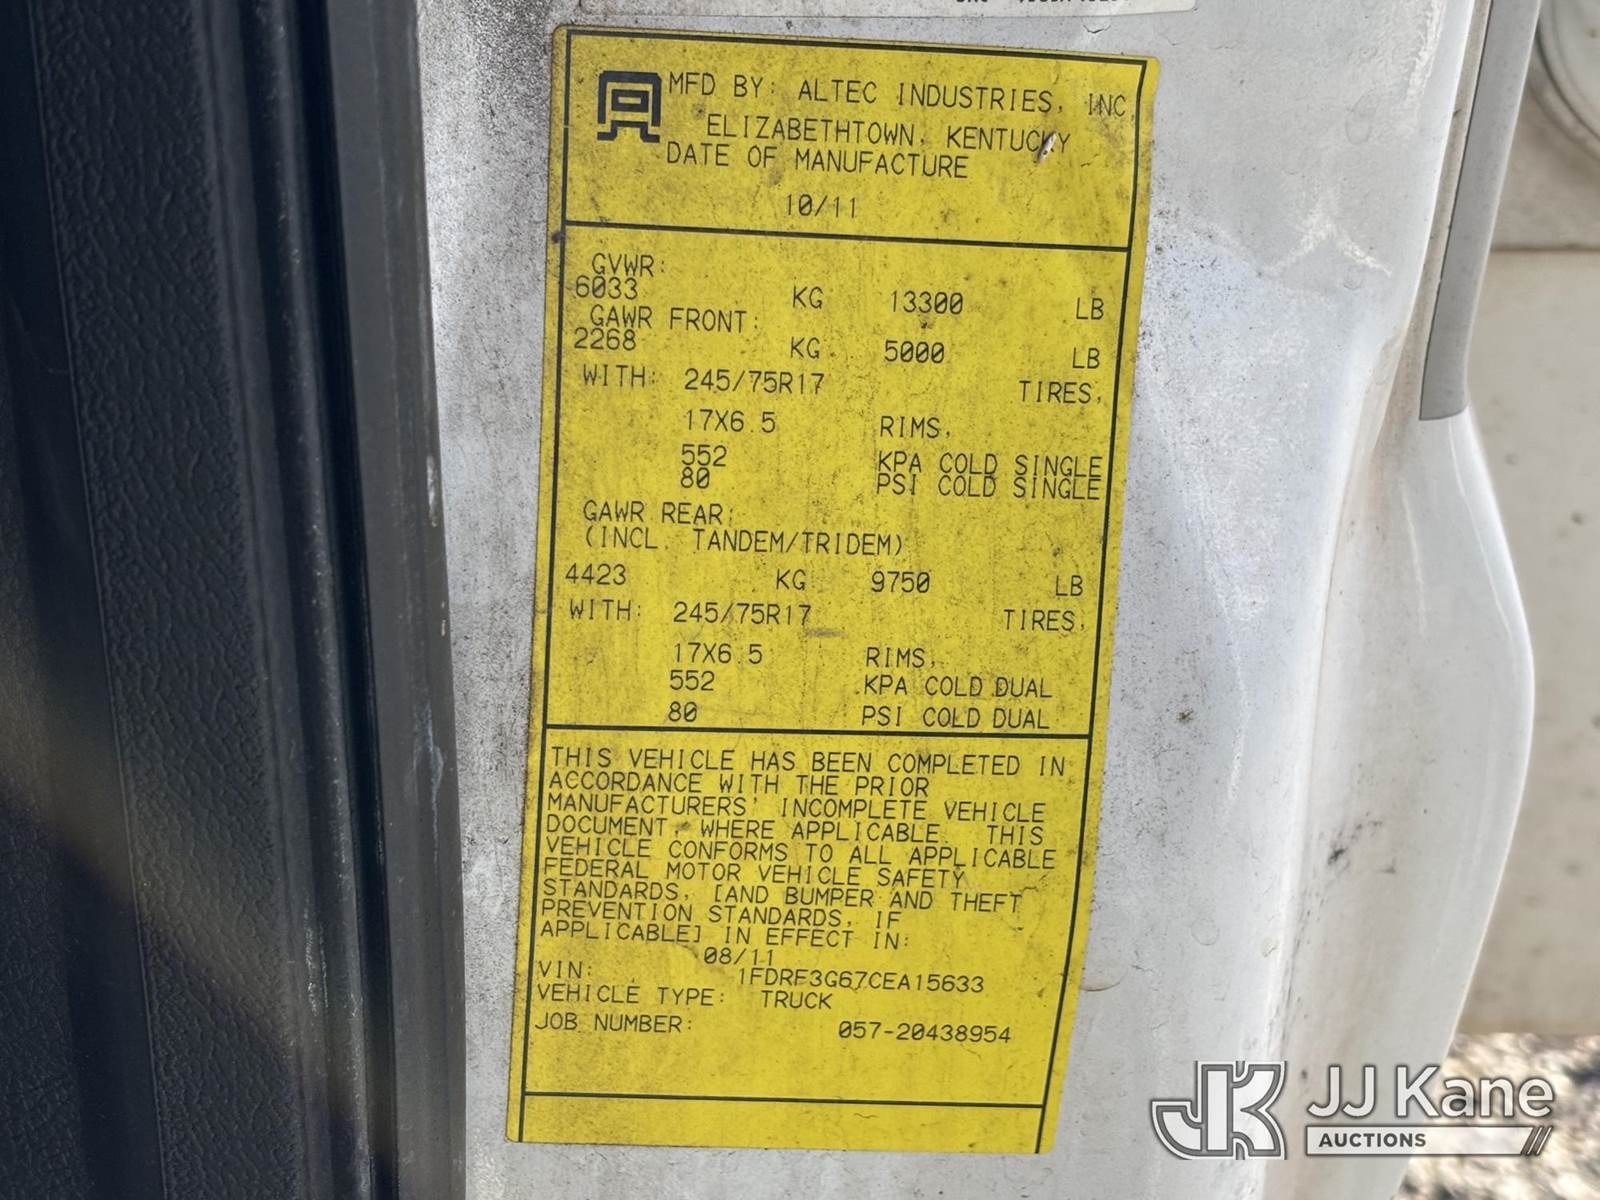 MFD BY: ALTEC INDUSTRIES, INC.
ELIZABETHTOWN, KENTUCKY
DATE OF MANUFACTURE
10/11
GVWR:
6033 KG 13300 LB
GAWR FRONT:
2268 KG 5000 LB
WITH: 245/75R17 TIRES,
17X6.5 RIMS,
552 KPA COLD SINGLE
80 PSI COLD SINGLE
GAWR REAR:
(INCL. TANDEM/TRIDEM)
4423 KG 9750 LB
WITH: 245/75R17 TIRES,
17X6.5 RIMS,
552 KPA COLD DUAL
80 PSI COLD DUAL
THIS VEHICLE HAS BEEN COMPLETED IN
ACCORDANCE WITH THE PRIOR
MANUFACTURERS' INCOMPLETE VEHICLE
DOCUMENT, WHERE APPLICABLE. THIS
VEHICLE CONFORMS TO ALL APPLICABLE
FEDERAL MOTOR VEHICLE SAFETY
STANDARDS, [AND BUMPER AND THEFT
PREVENTION STANDARDS, IF
APPLICABLE] IN EFFECT IN:
08/11
VIN: 1FDRF3G67CEA15633
VEHICLE TYPE: TRUCK
JOB NUMBER: 057-20438954
JK JJ Kane
AUCTIONS